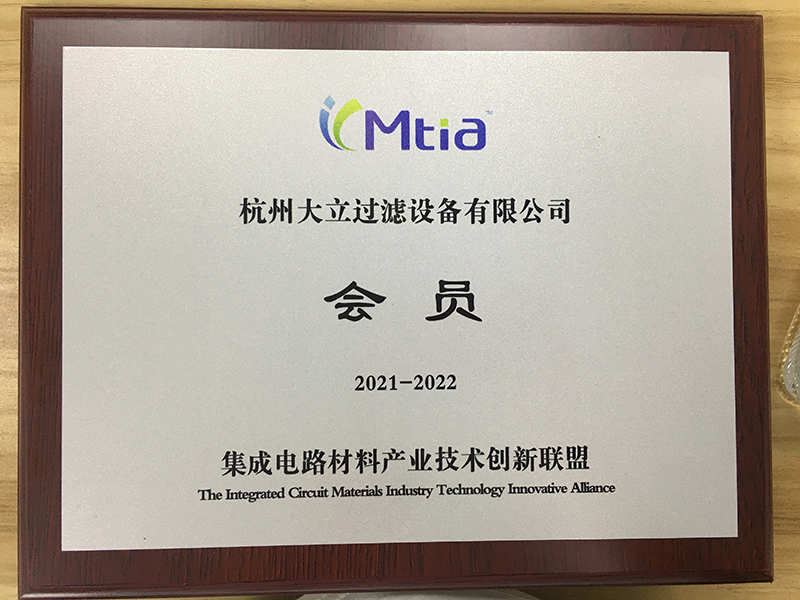 ICMtia™
杭州大立过滤设备有限公司
会员
2021-2022
集成电路材料产业技术创新联盟
The Integrated Circuit Materials Industry Technology Innovative Alliance